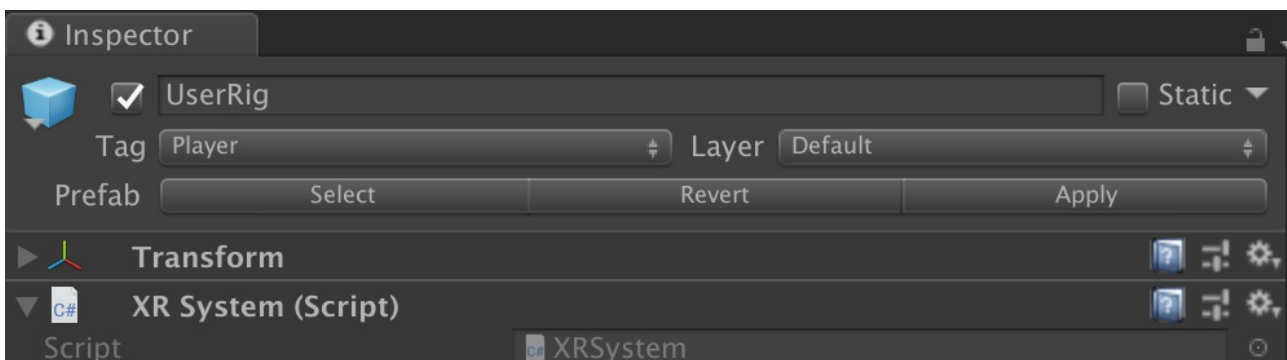 Inspector
UserRig Static
Tag Player Layer Default
Prefab Select Revert Apply
Transform
C# XR System (Script)
Script C# XRSystem